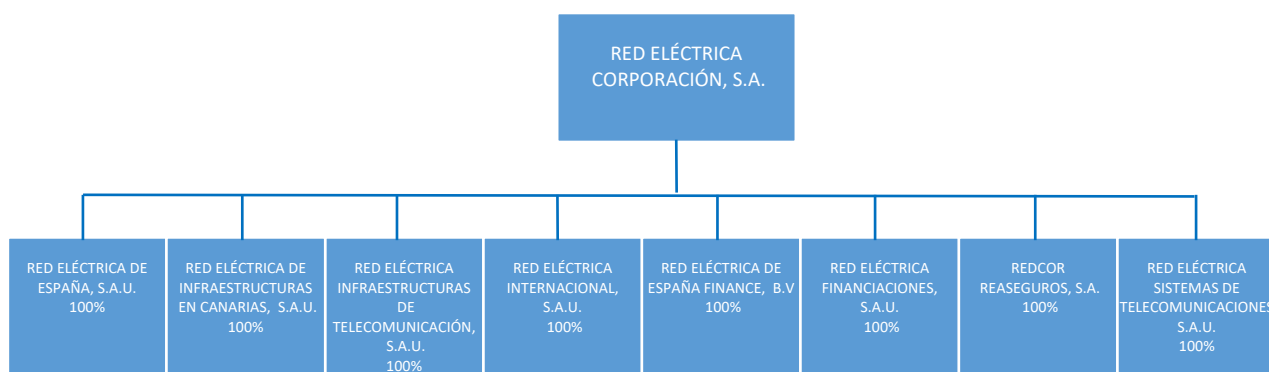 RED ELÉCTRICA
CORPORACIÓN, S.A.
RED ELÉCTRICA DE
ESPAÑA, S.A.U.
100%
RED ELÉCTRICA DE
INFRAESTRUCTURAS
EN CANARIAS, S.A.U.
100%
RED ELÉCTRICA
INFRAESTRUCTURAS
DE
TELECOMUNICACIÓN,
S.A.U.
100%
RED ELÉCTRICA
INTERNACIONAL,
S.A.U.
100%
RED ELÉCTRICA DE
ESPAÑA FINANCE, B.V
100%
RED ELÉCTRICA
FINANCIACIONES,
S.A.U.
100%
REDCOR
REASEGUROS, S.A.
100%
RED ELÉCTRICA
SISTEMAS DE
TELECOMUNICACIONES
S.A.U.
100%